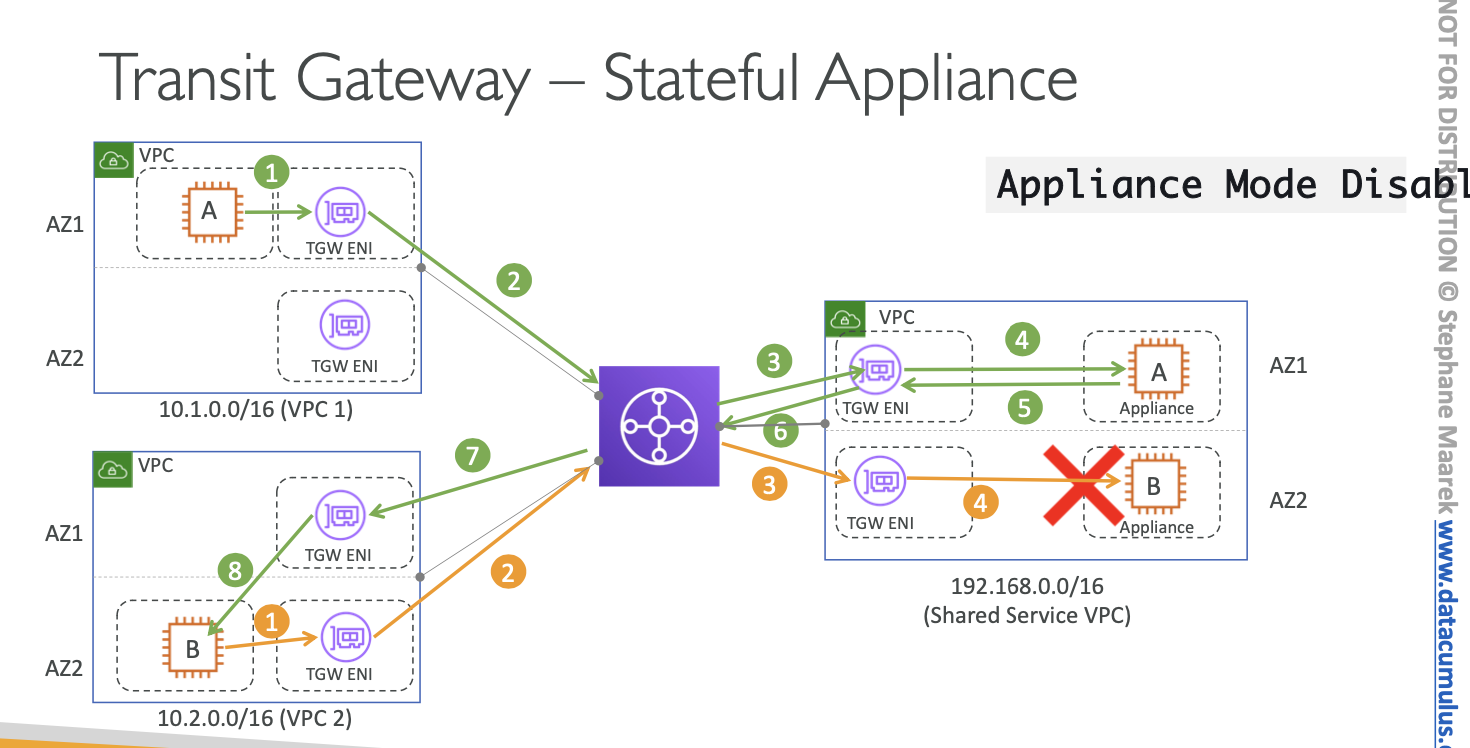 Transit Gateway – Stateful Appliance
Appliance Mode Disabl
VPC
1
A
TGW ENI
AZ1
2
TGW ENI
AZ2
10.1.0.0/16 (VPC 1)
VPC
3
4
A
AZ1
TGW ENI
5
Appliance
6
3
4
B
AZ2
TGW ENI
Appliance
192.168.0.0/16
(Shared Service VPC)
VPC
7
AZ1
TGW ENI
8
2
1
B
AZ2
TGW ENI
10.2.0.0/16 (VPC 2)
NOT FOR DISTRIBUTION © Stephane Maarek www.datacumulus.c